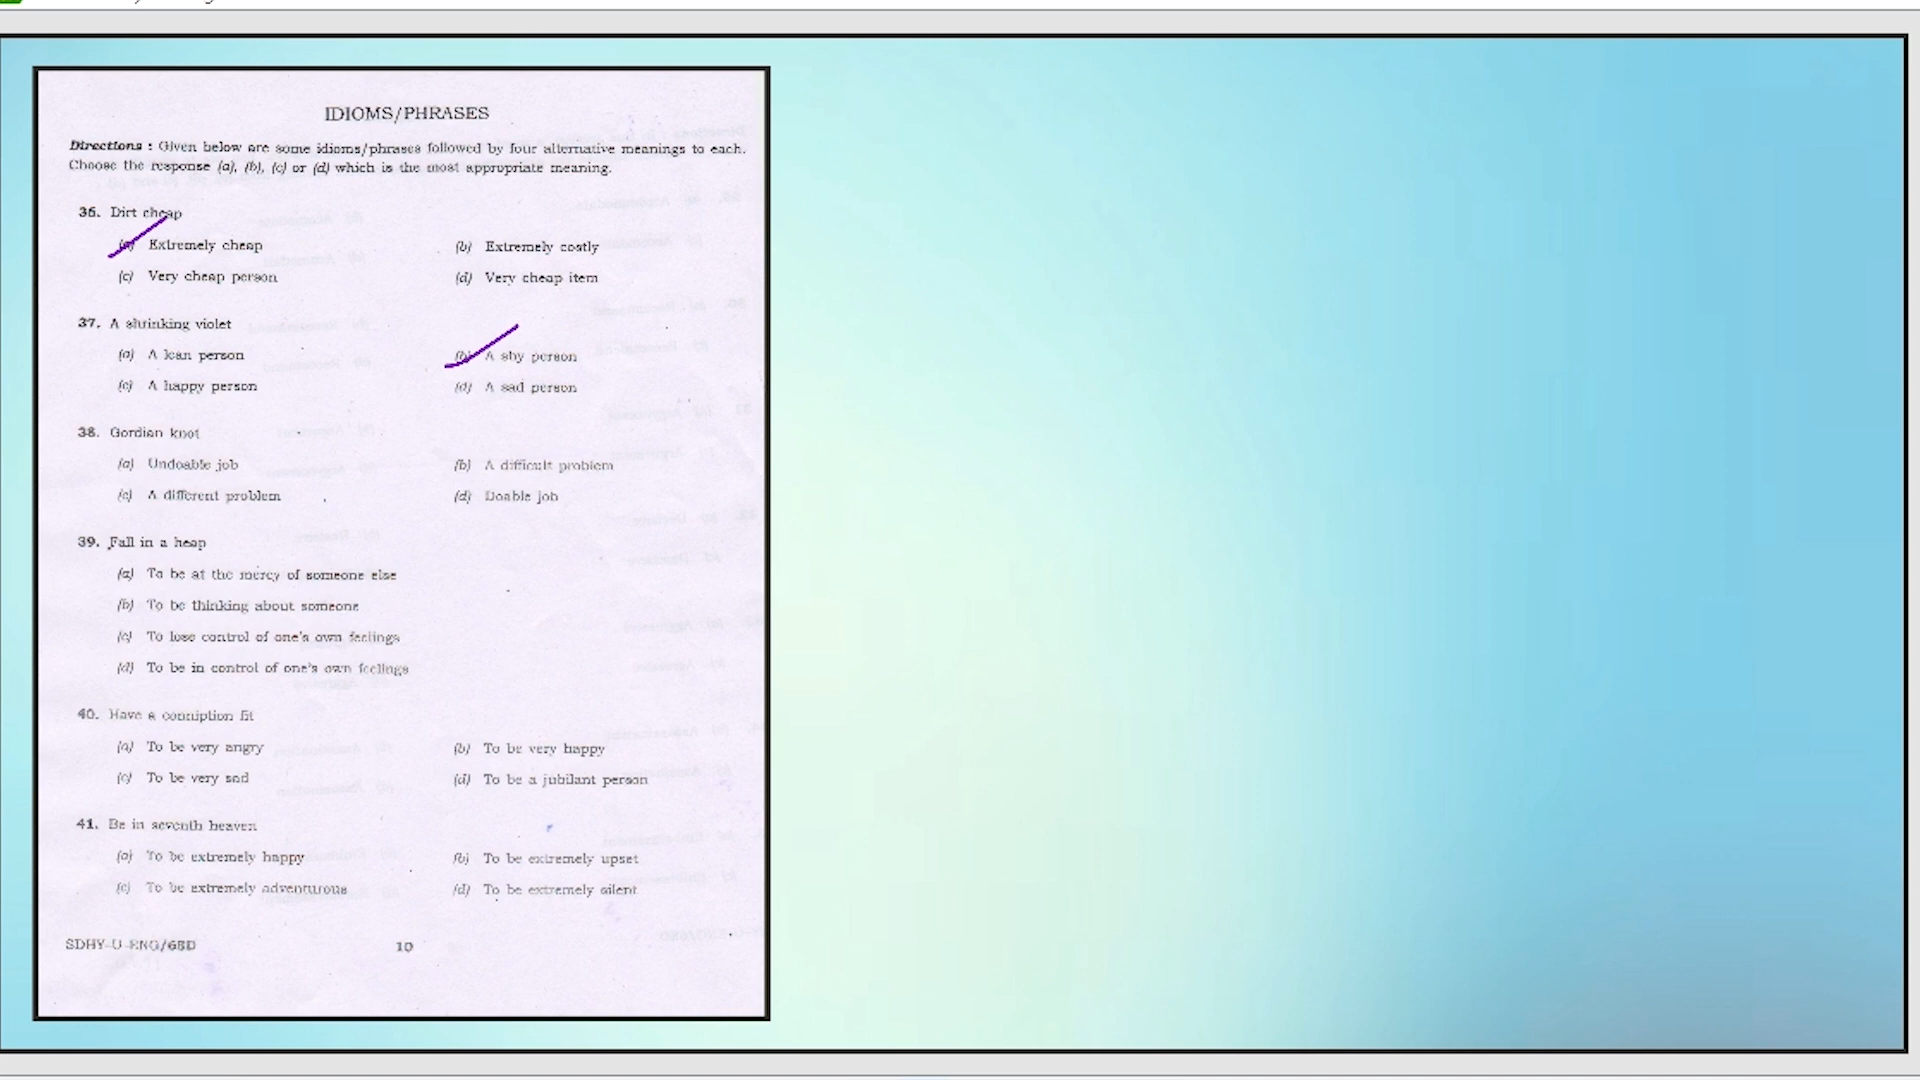 IDIOMS/PHRASES
Directions : Given below are some idioms/phrases followed by four alternative meanings to each.
Choose the response (a), (b), (c) or (d) which is the most appropriate meaning.
36. Dirt cheap
(a) Extremely cheap (b) Extremely costly
(c) Very cheap person (d) Very cheap item
37. A shrinking violet
(a) A lean person (b) A shy person
(c) A happy person (d) A sad person
38. Gordian knot
(a) Undoable job (b) A difficult problem
(c) A different problem (d) Doable job
39. Fall in a heap
(a) To be at the mercy of someone else
(b) To be thinking about someone
(c) To lose control of one's own feelings
(d) To be in control of one's own feelings
40. Have a conniption fit
(a) To be very angry (b) To be very happy
(c) To be very sad (d) To be a jubilant person
41. Be in seventh heaven
(a) To be extremely happy (b) To be extremely upset
(c) To be extremely adventurous (d) To be extremely silent
SDHY-U-ENG/6BD 10